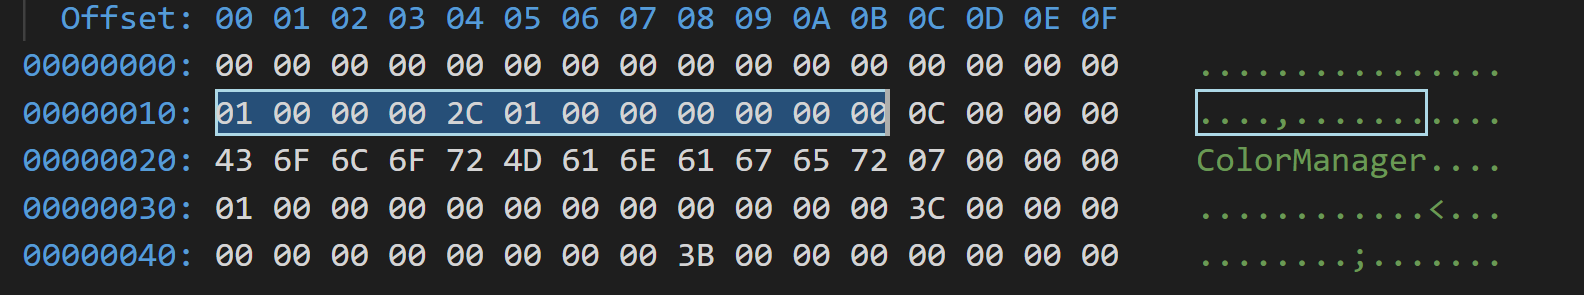 Offset: 00 01 02 03 04 05 06 07 08 09 0A 0B 0C 0D 0E 0F
00000000: 00 00 00 00 00 00 00 00 00 00 00 00 00 00 00 00 ................
00000010: 01 00 00 00 2C 01 00 00 00 00 00 00 0C 00 00 00 ....,...........
00000020: 43 6F 6C 6F 72 4D 61 6E 61 67 65 72 07 00 00 00 ColorManager....
00000030: 01 00 00 00 00 00 00 00 00 00 00 00 3C 00 00 00 ............<...
00000040: 00 00 00 00 00 00 00 00 3B 00 00 00 00 00 00 00 ........;.......